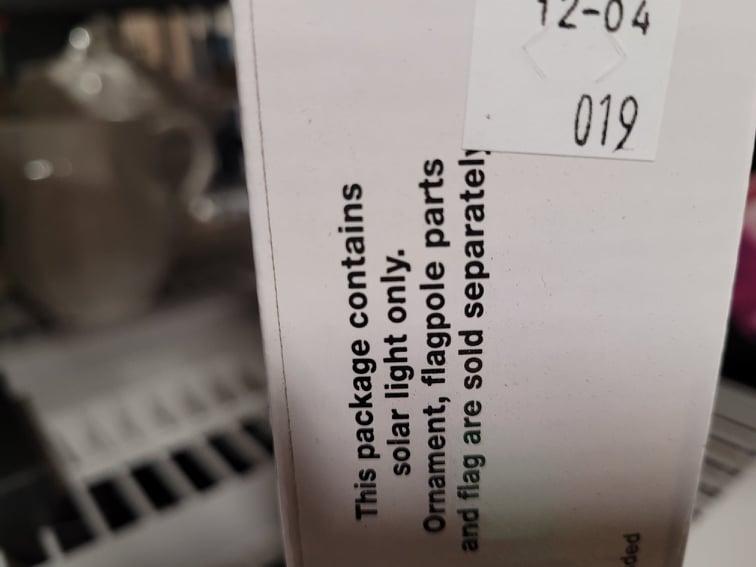 12-04
019
This package contains
solar light only.
Ornament, flagpole parts
and flag are sold separately